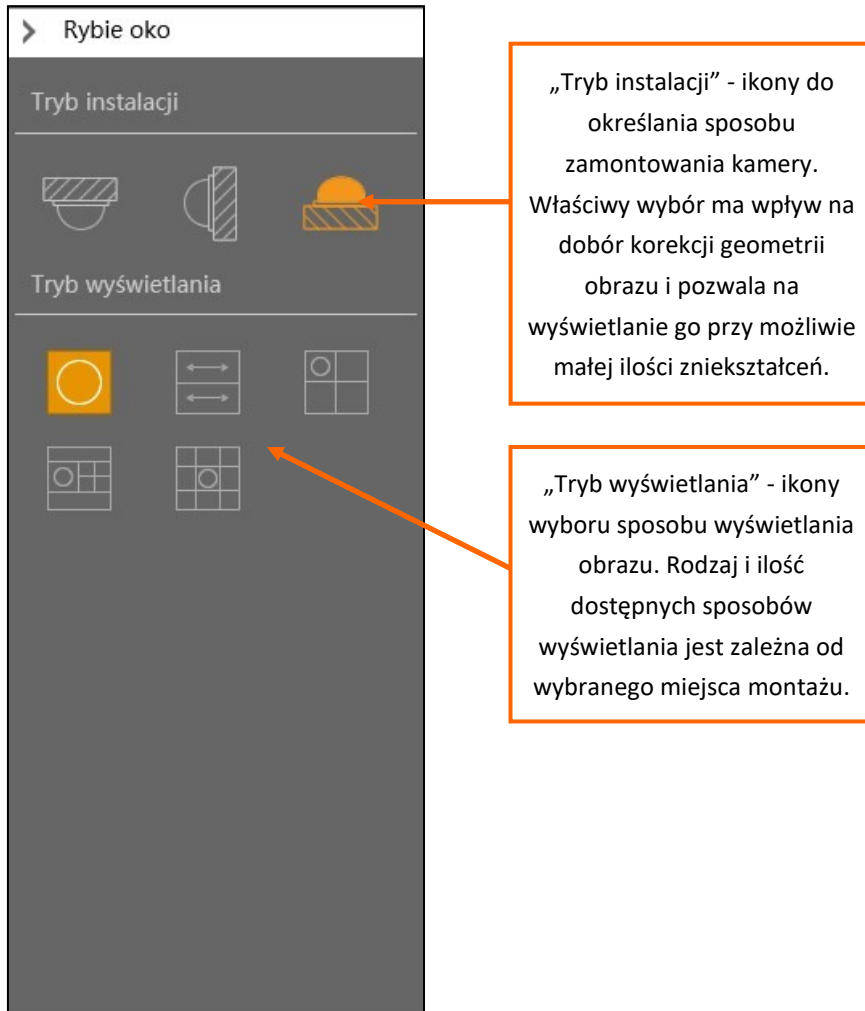 Rybie oko
Tryb instalacji
Tryb wyświetlania
„Tryb instalacji” - ikony do
określania sposobu
zamontowania kamery.
Właściwy wybór ma wpływ na
dobór korekcji geometrii
obrazu i pozwala na
wyświetlanie go przy możliwie
małej ilości zniekształceń.
„Tryb wyświetlania” - ikony
wyboru sposobu wyświetlania
obrazu. Rodzaj i ilość
dostępnych sposobów
wyświetlania jest zależna od
wybranego miejsca montażu.